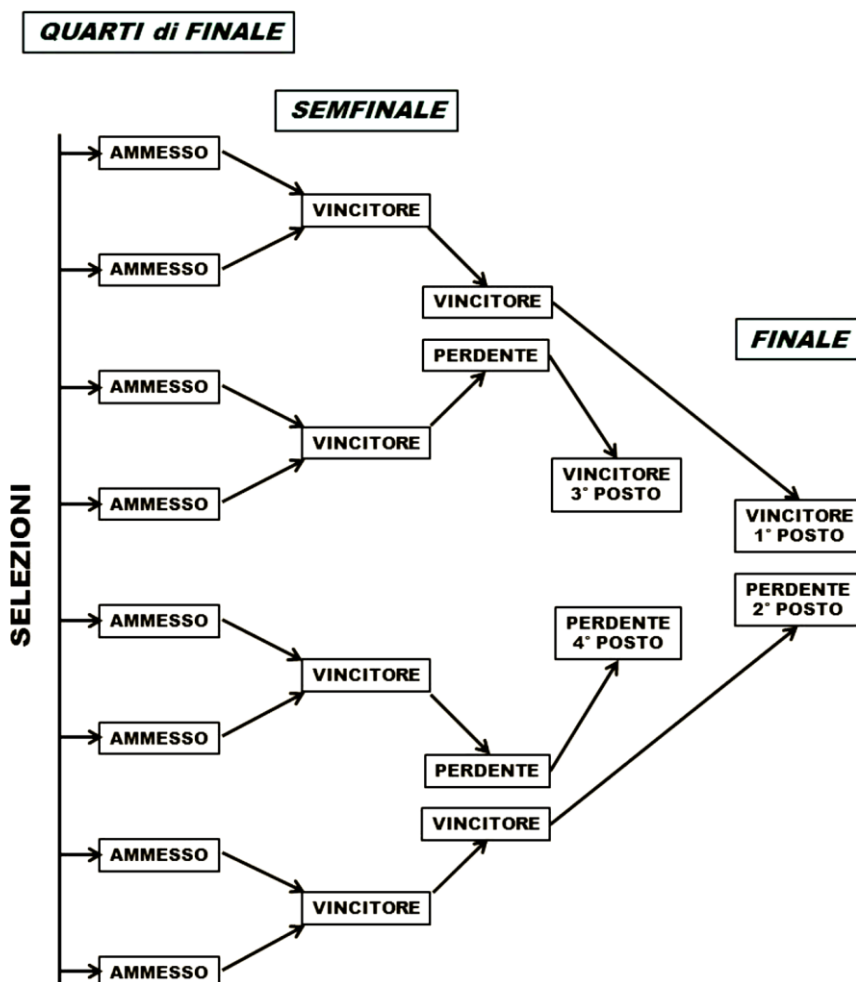 QUARTI di FINALE
SEMFINALE
AMMESSO
VINCITORE
AMMESSO
VINCITORE
FINALE
PERDENTE
AMMESSO
VINCITORE
VINCITORE
3° POSTO
AMMESSO
VINCITORE
1° POSTO
SELEZIONI
PERDENTE
2° POSTO
AMMESSO
PERDENTE
4° POSTO
VINCITORE
AMMESSO
PERDENTE
VINCITORE
AMMESSO
VINCITORE
AMMESSO